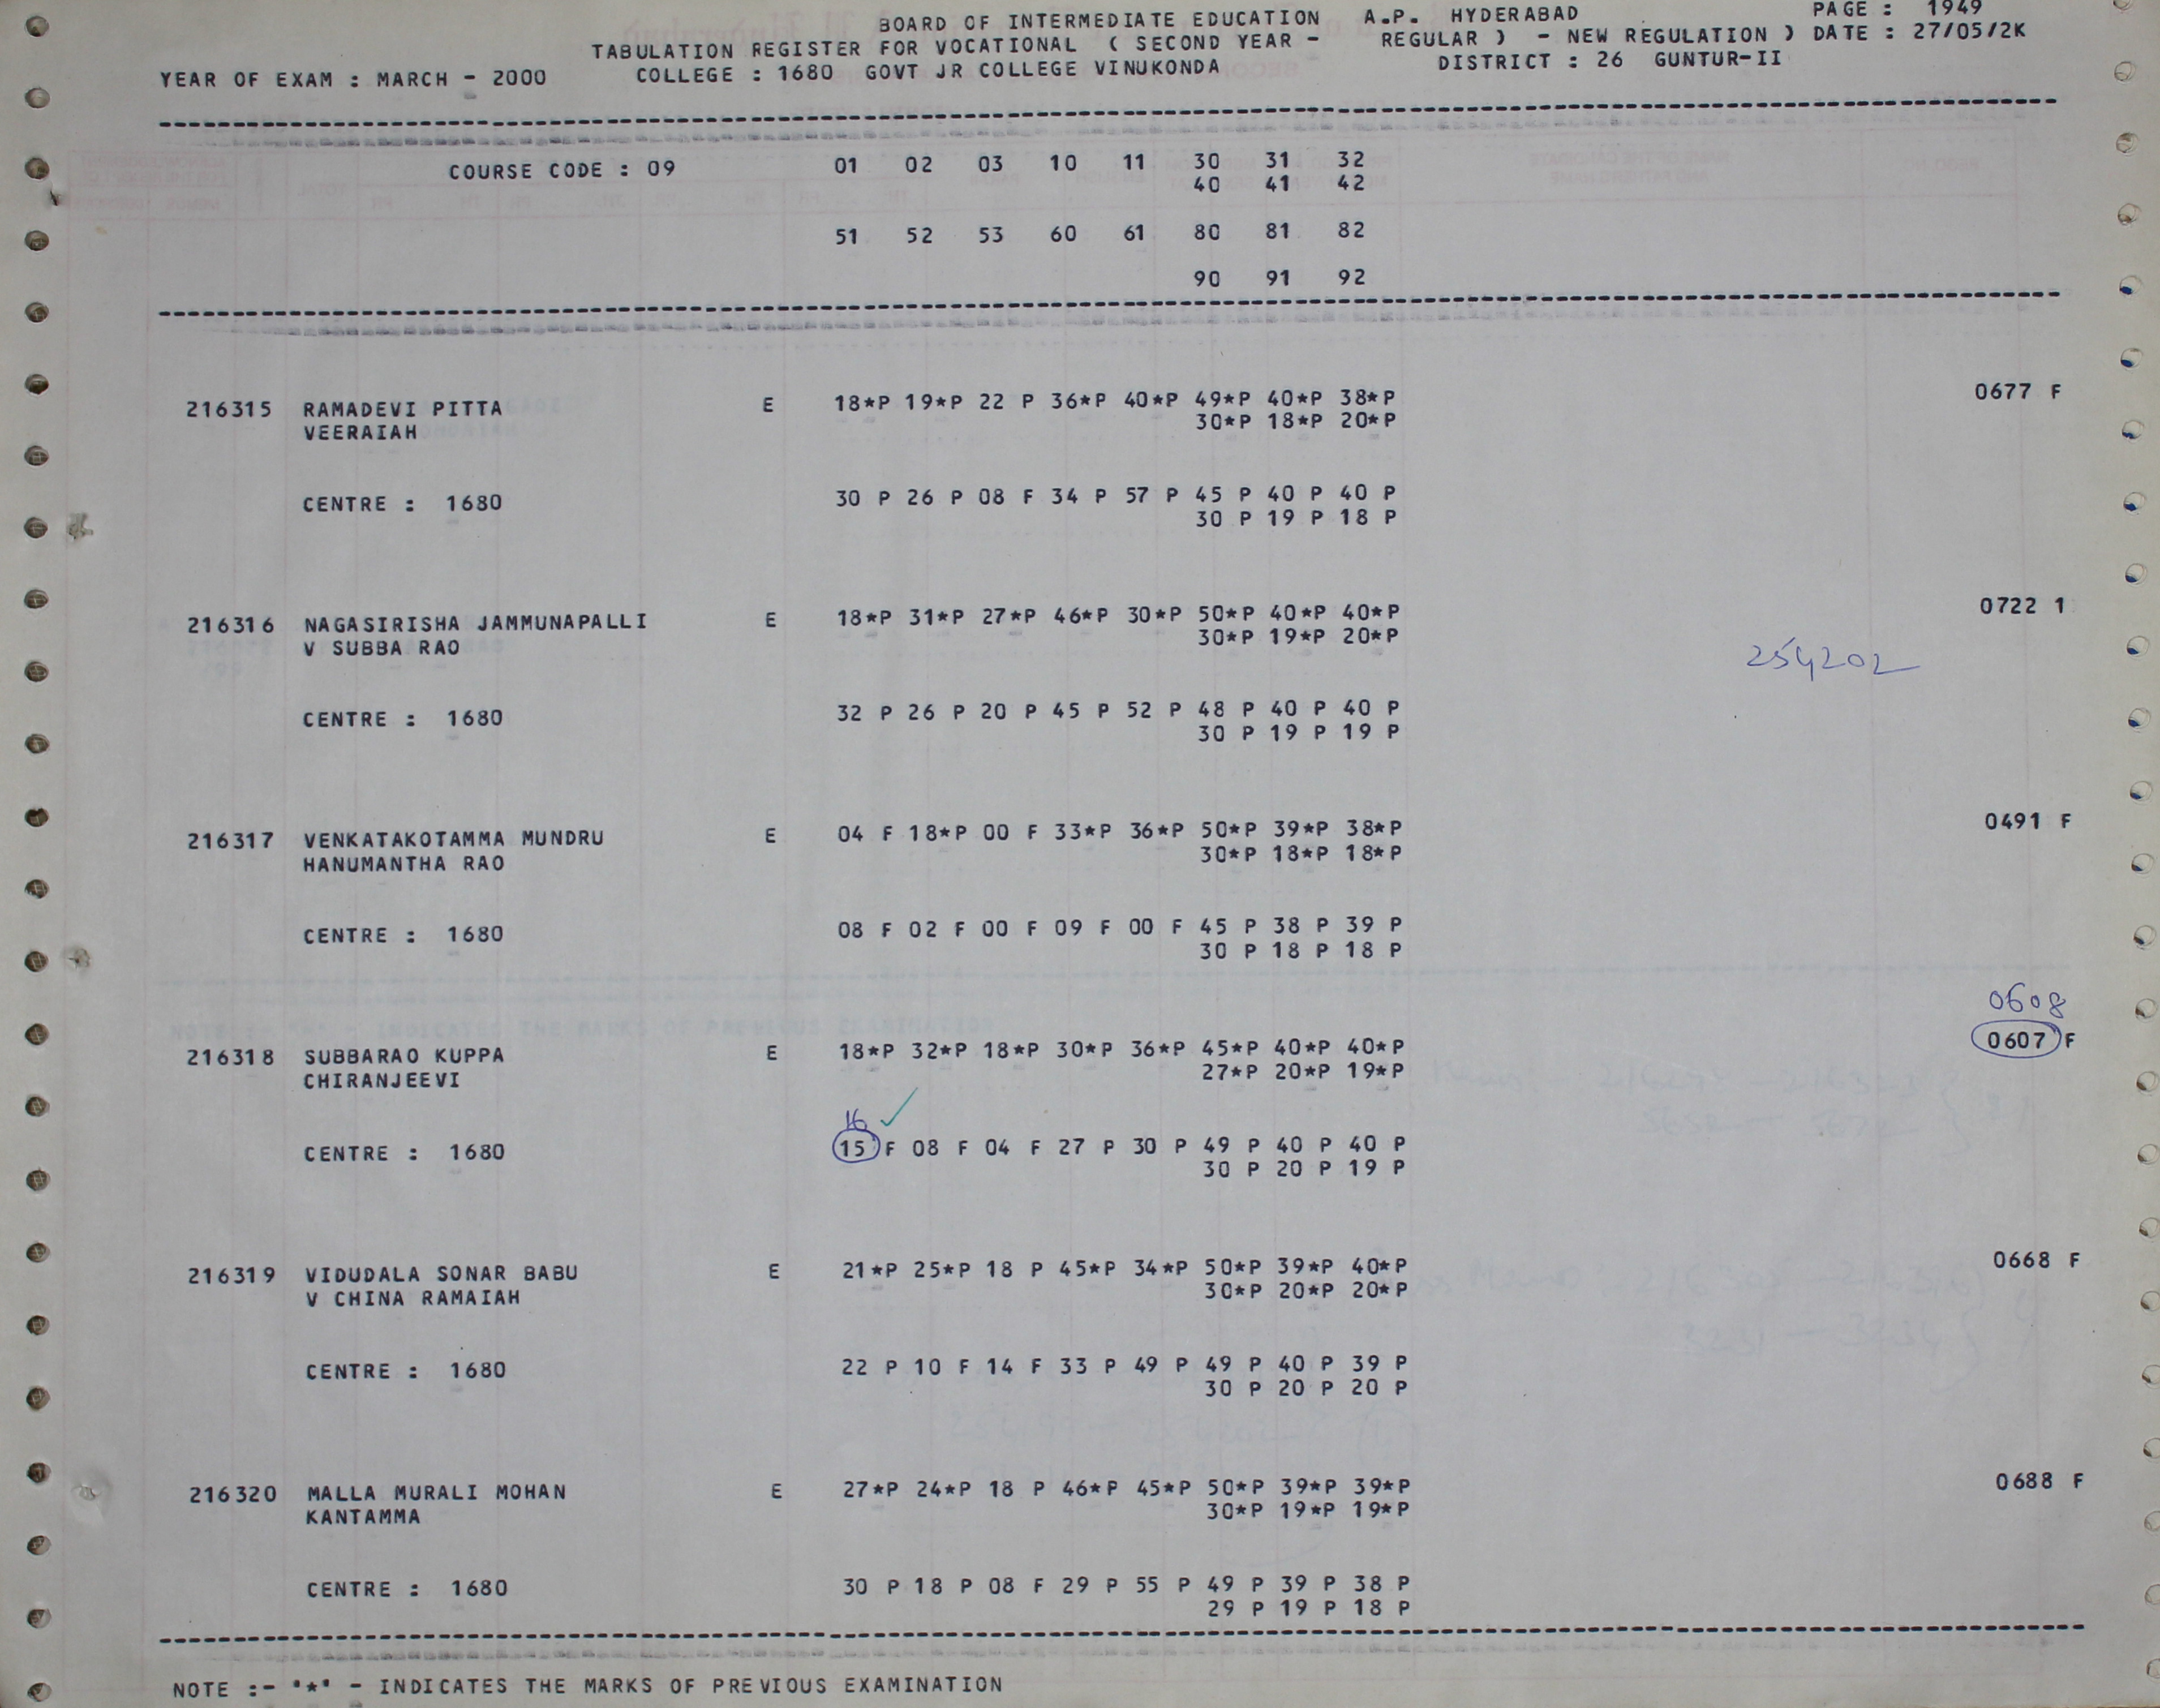 BOARD OF INTERMEDIATE EDUCATION A.P. HYDERABAD PAGE : 1949
TABULATION REGISTER FOR VOCATIONAL ( SECOND YEAR - REGULAR ) - NEW REGULATION ) DATE : 27/05/2K
YEAR OF EXAM : MARCH - 2000 COLLEGE : 1680 GOVT JR COLLEGE VINUKONDA DISTRICT : 26 GUNTUR-II
COURSE CODE : 09 01 02 03 10 11 30 31 32
40 41 42
51 52 53 60 61 80 81 82
90 91 92
216315 RAMADEVI PITTA E 18*P 19*P 22 P 36*P 40*P 49*P 40*P 38*P 0677 F
VEERAIAH 30*P 18*P 20*P
CENTRE : 1680 30 P 26 P 08 F 34 P 57 P 45 P 40 P 40 P
30 P 19 P 18 P
216316 NAGASIRISHA JAMMUNAPALLI E 18*P 31*P 27*P 46*P 30*P 50*P 40*P 40*P 0722 1
V SUBBA RAO 30*P 19*P 20*P
254202
CENTRE : 1680 32 P 26 P 20 P 45 P 52 P 48 P 40 P 40 P
30 P 19 P 19 P
216317 VENKATAKOTAMMA MUNDRU E 04 F 18*P 00 F 33*P 36*P 50*P 39*P 38*P 0491 F
HANUMANTHA RAO 30*P 18*P 18*P
CENTRE : 1680 08 F 02 F 00 F 09 F 00 F 45 P 38 P 39 P
30 P 18 P 18 P
0608
216318 SUBBARAO KUPPA E 18*P 32*P 18*P 30*P 36*P 45*P 40*P 40*P 0607 F
CHIRANJEEVI 27*P 20*P 19*P
16
CENTRE : 1680 15 F 08 F 04 F 27 P 30 P 49 P 40 P 40 P
30 P 20 P 19 P
216319 VIDUDALA SONAR BABU E 21*P 25*P 18 P 45*P 34*P 50*P 39*P 40*P 0668 F
V CHINA RAMAIAH 30*P 20*P 20*P
CENTRE : 1680 22 P 10 F 14 F 33 P 49 P 49 P 40 P 39 P
30 P 20 P 20 P
216320 MALLA MURALI MOHAN E 27*P 24*P 18 P 46*P 45*P 50*P 39*P 39*P 0688 F
KANTAMMA 30*P 19*P 19*P
CENTRE : 1680 30 P 18 P 08 F 29 P 55 P 49 P 39 P 38 P
29 P 19 P 18 P
NOTE :- '*' - INDICATES THE MARKS OF PREVIOUS EXAMINATION